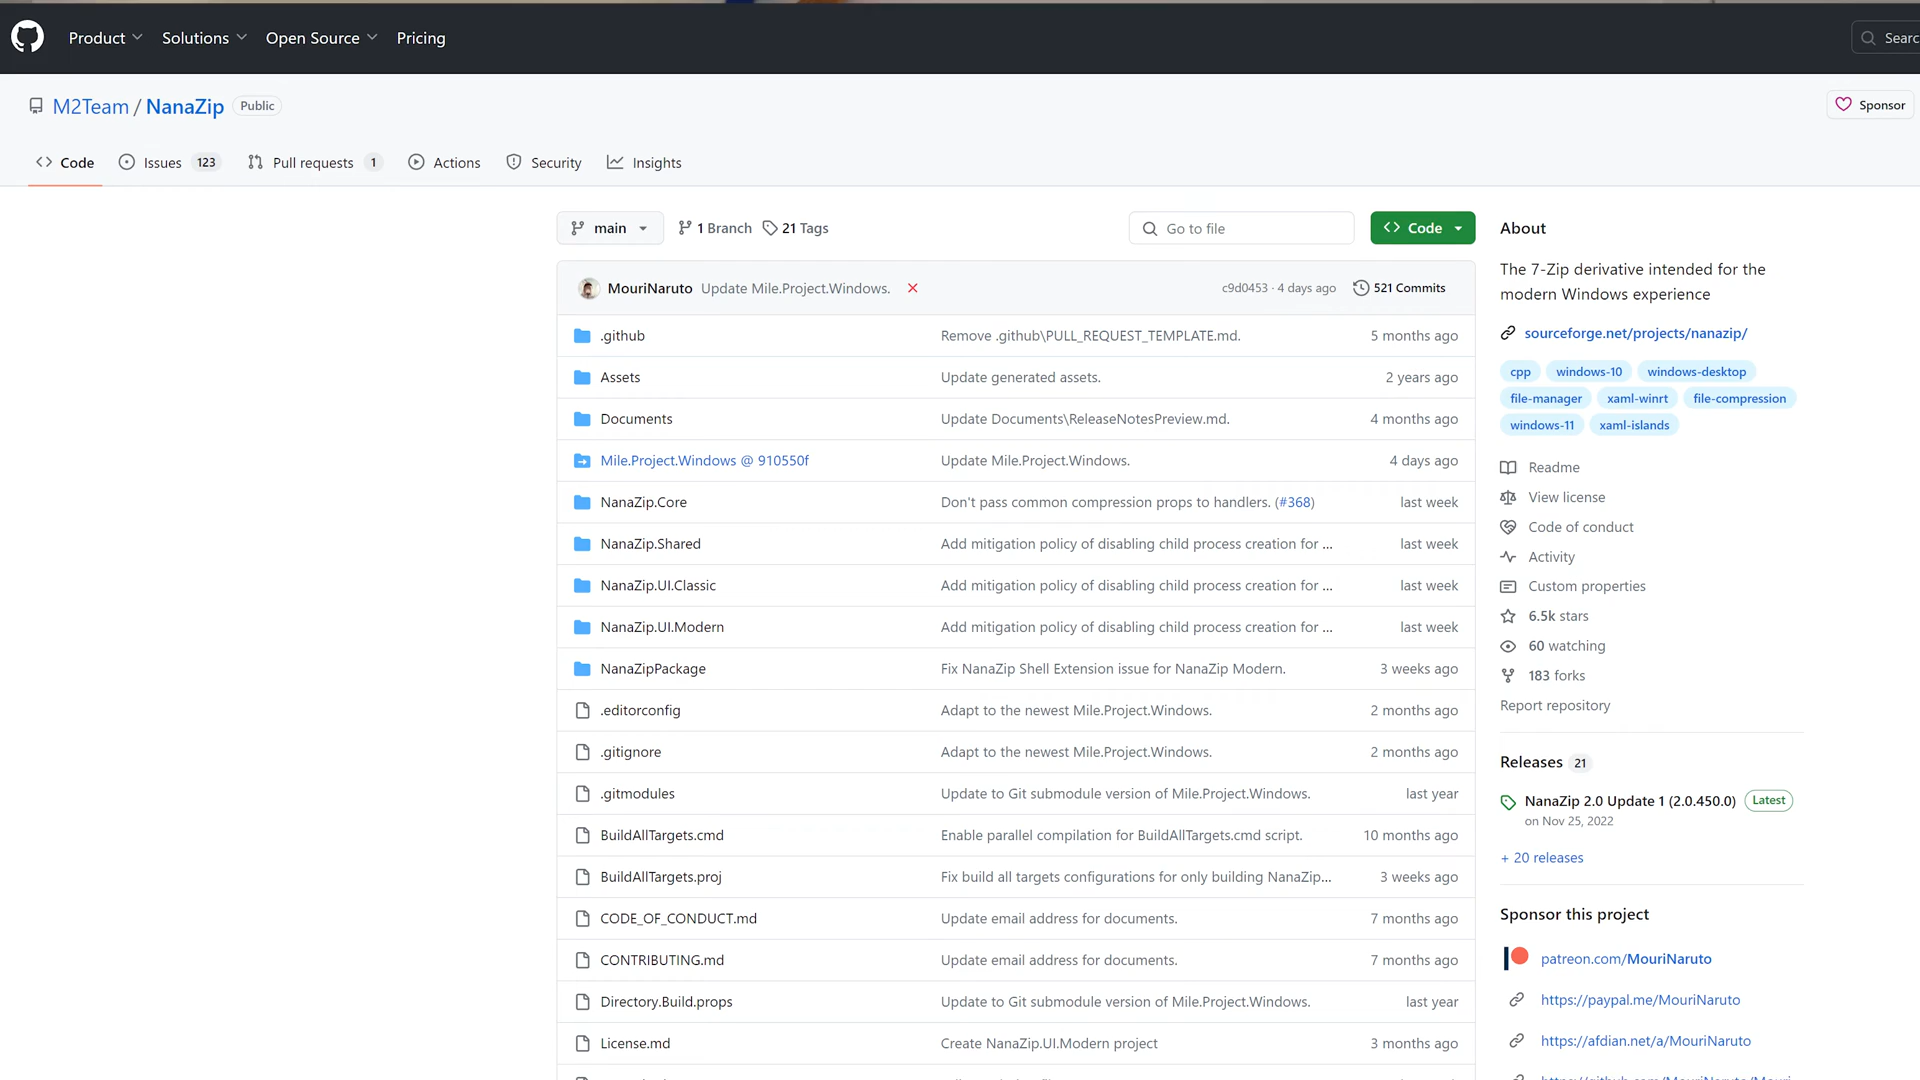 Product
Solutions
Open Source
Pricing
Searc
M2Team / NanaZip
Public
Sponsor
Code
Issues 123
Pull requests 1
Actions
Security
Insights
main
1 Branch
21 Tags
Go to file
Code
MouriNaruto Update Mile.Project.Windows.
c9d0453 · 4 days ago
521 Commits
.github Remove .github\PULL_REQUEST_TEMPLATE.md. 5 months ago
Assets Update generated assets. 2 years ago
Documents Update Documents\ReleaseNotesPreview.md. 4 months ago
Mile.Project.Windows @ 910550f Update Mile.Project.Windows. 4 days ago
NanaZip.Core Don't pass common compression props to handlers. (#368) last week
NanaZip.Shared Add mitigation policy of disabling child process creation for ... last week
NanaZip.UI.Classic Add mitigation policy of disabling child process creation for ... last week
NanaZip.UI.Modern Add mitigation policy of disabling child process creation for ... last week
NanaZipPackage Fix NanaZip Shell Extension issue for NanaZip Modern. 3 weeks ago
.editorconfig Adapt to the newest Mile.Project.Windows. 2 months ago
.gitignore Adapt to the newest Mile.Project.Windows. 2 months ago
.gitmodules Update to Git submodule version of Mile.Project.Windows. last year
BuildAllTargets.cmd Enable parallel compilation for BuildAllTargets.cmd script. 10 months ago
BuildAllTargets.proj Fix build all targets configurations for only building NanaZip... 3 weeks ago
CODE_OF_CONDUCT.md Update email address for documents. 7 months ago
CONTRIBUTING.md Update email address for documents. 7 months ago
Directory.Build.props Update to Git submodule version of Mile.Project.Windows. last year
License.md Create NanaZip.UI.Modern project 3 months ago
About
The 7-Zip derivative intended for the
modern Windows experience
sourceforge.net/projects/nanazip/
cpp windows-10 windows-desktop
file-manager xaml-winrt file-compression
windows-11 xaml-islands
Readme
View license
Code of conduct
Activity
Custom properties
6.5k stars
60 watching
183 forks
Report repository
Releases 21
NanaZip 2.0 Update 1 (2.0.450.0) Latest
on Nov 25, 2022
+ 20 releases
Sponsor this project
patreon.com/MouriNaruto
https://paypal.me/MouriNaruto
https://afdian.net/a/MouriNaruto